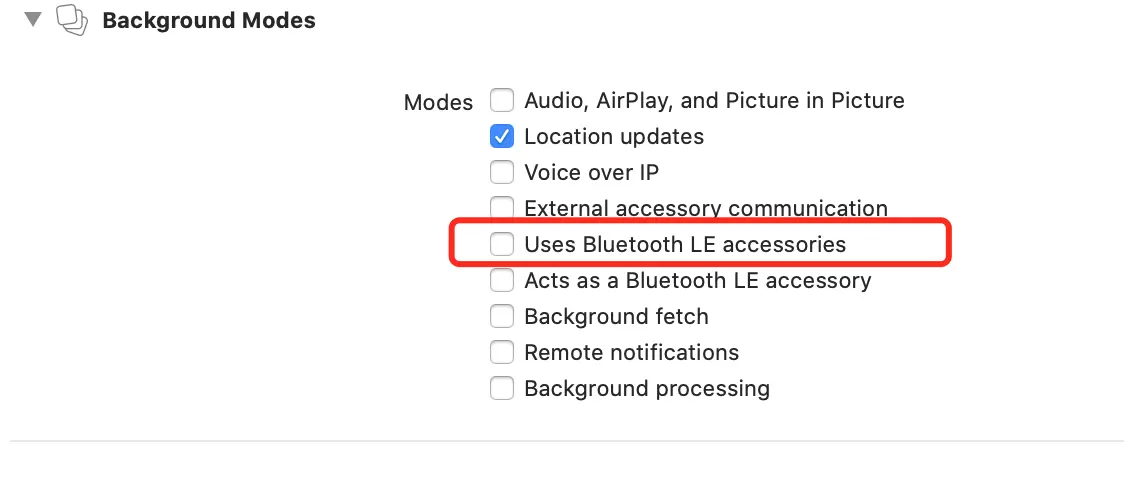 Background Modes
Modes
Audio, AirPlay, and Picture in Picture
Location updates
Voice over IP
External accessory communication
Uses Bluetooth LE accessories
Acts as a Bluetooth LE accessory
Background fetch
Remote notifications
Background processing